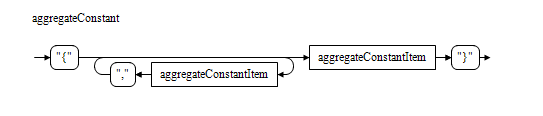 aggregateConstant
"{" aggregateConstantItem "}"
"," aggregateConstantItem